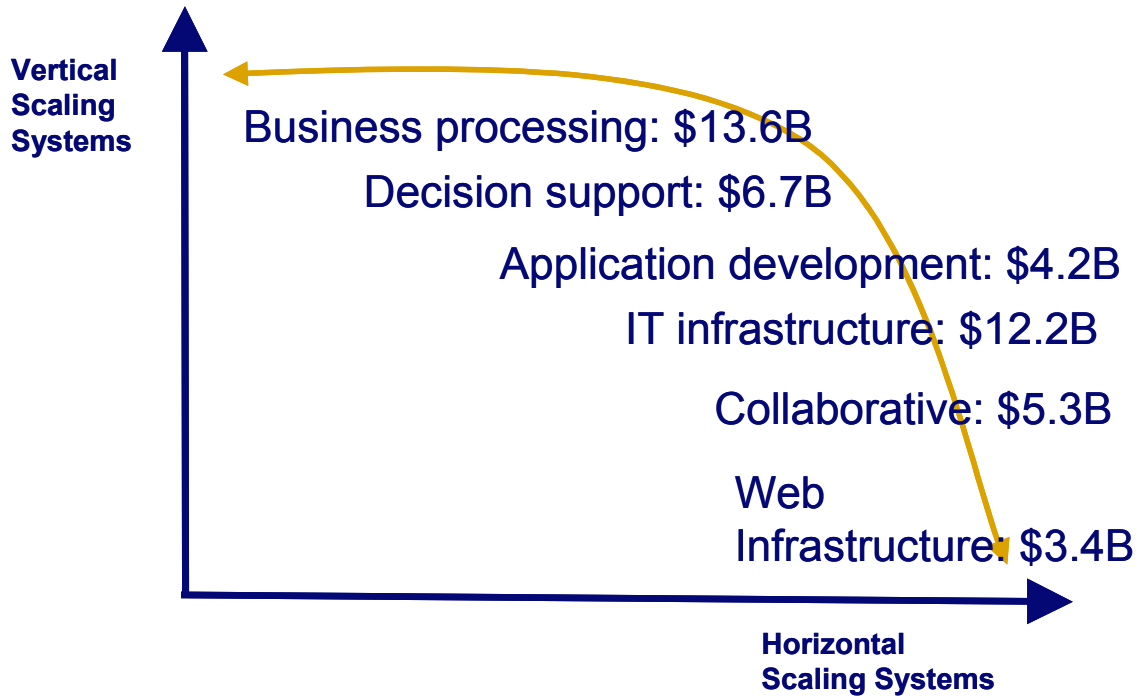 Vertical
Scaling
Systems
Business processing: $13.6B
Decision support: $6.7B
Application development: $4.2B
IT infrastructure: $12.2B
Collaborative: $5.3B
Web
Infrastructure: $3.4B
Horizontal
Scaling Systems